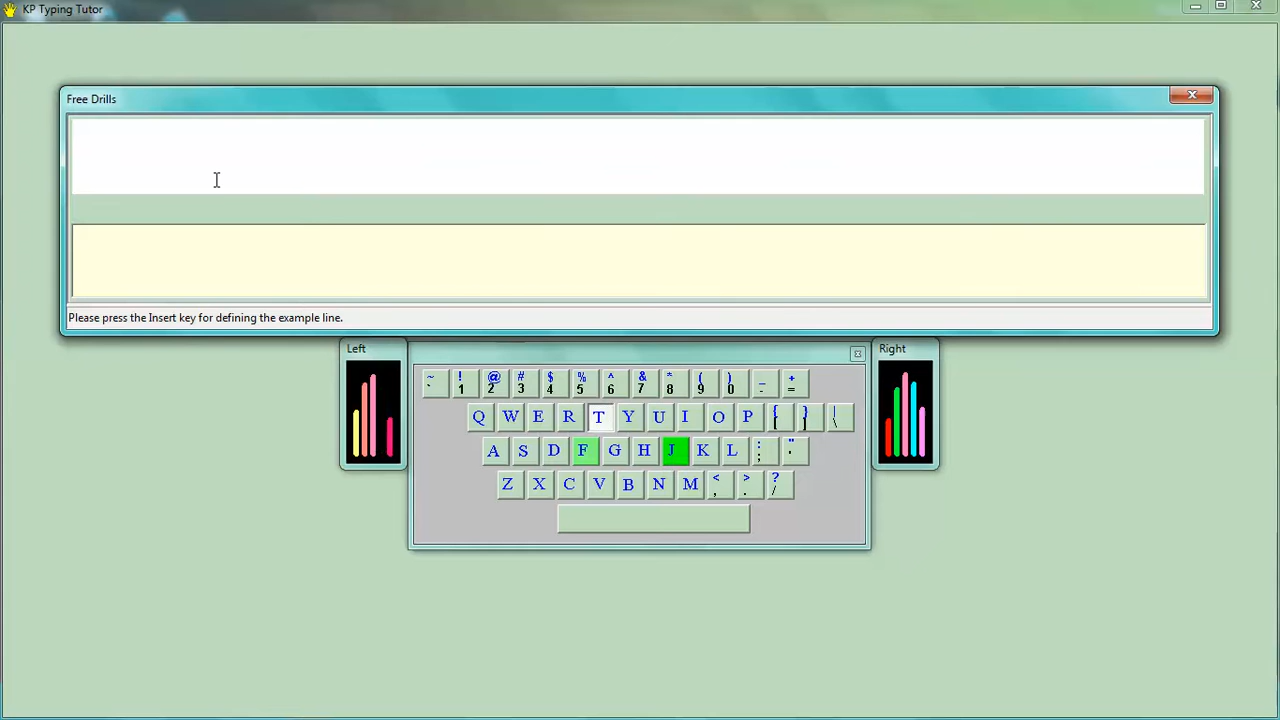 KP Typing Tutor
Free Drills
Please press the Insert key for defining the example line.
Left
Right
~ ! @ # $ % ^ & * ( ) _ +
` 1 2 3 4 5 6 7 8 9 0 - =
Q W E R T Y U I O P { } |
[ ] \
A S D F G H J K L : "
; '
Z X C V B N M < > ?
, . /